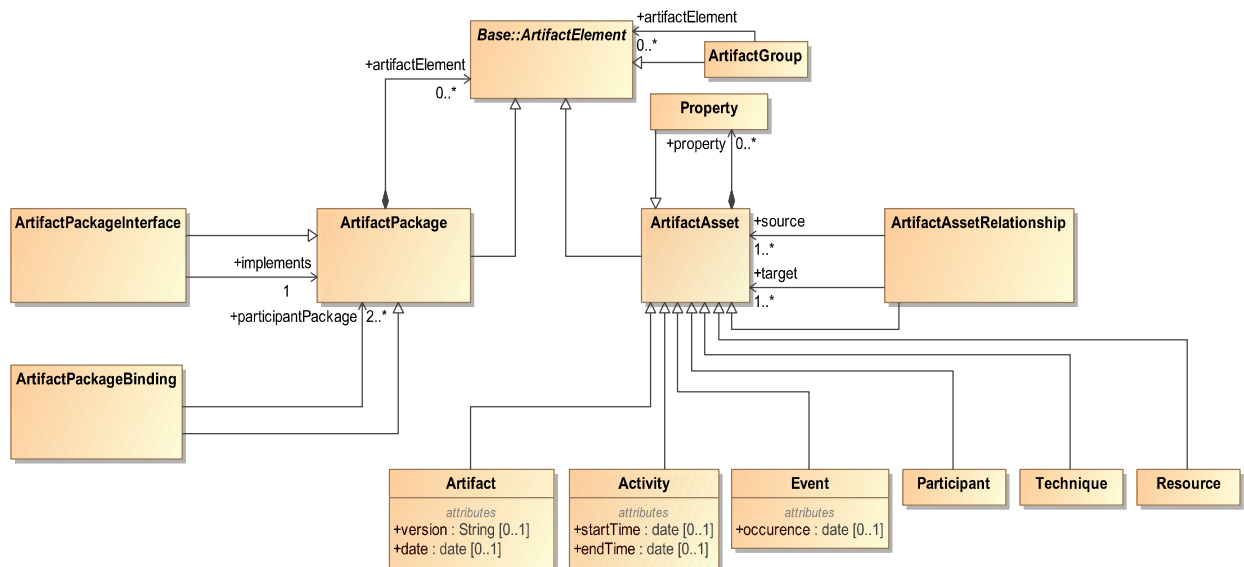 +artifactElement
Base::ArtifactElement
0..*
ArtifactGroup
+artifactElement
0..*
Property
+property 0..*
ArtifactPackageInterface
ArtifactPackage
ArtifactAsset
+source
ArtifactAssetRelationship
1..*
+implements
1
+target
1..*
+participantPackage 2..*
ArtifactPackageBinding
Artifact
attributes
+version : String [0..1]
+date : date [0..1]
Activity
attributes
+startTime : date [0..1]
+endTime : date [0..1]
Event
attributes
+occurence : date [0..1]
Participant
Technique
Resource